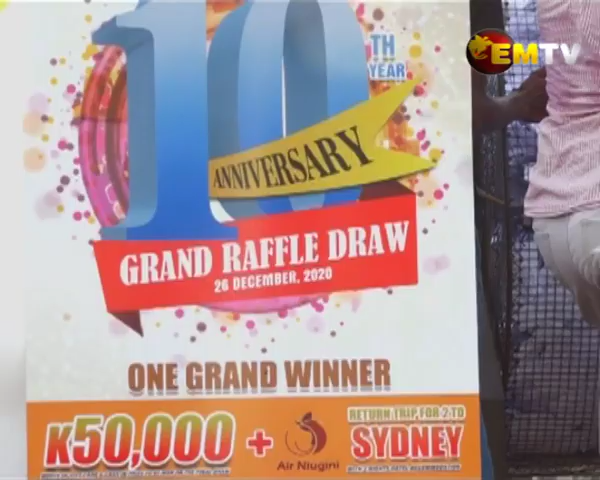 EMTV
10
TH
YEAR
ANNIVERSARY
GRAND RAFFLE DRAW
26 DECEMBER, 2020
ONE GRAND WINNER
K50,000 +
Air Niugini
RETURN TRIP FOR 2 TO
SYDNEY